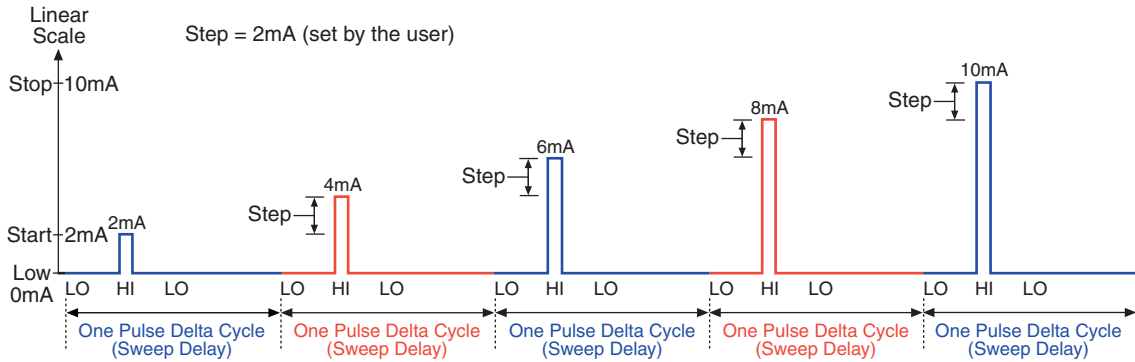 Linear
Scale
Step = 2mA (set by the user)
Stop 10mA
10mA
Step
8mA
Step
6mA
Step
4mA
Step
2mA
Start 2mA
Low
0mA
LO HI LO LO HI LO LO HI LO LO HI LO LO HI LO
One Pulse Delta Cycle
(Sweep Delay)
One Pulse Delta Cycle
(Sweep Delay)
One Pulse Delta Cycle
(Sweep Delay)
One Pulse Delta Cycle
(Sweep Delay)
One Pulse Delta Cycle
(Sweep Delay)